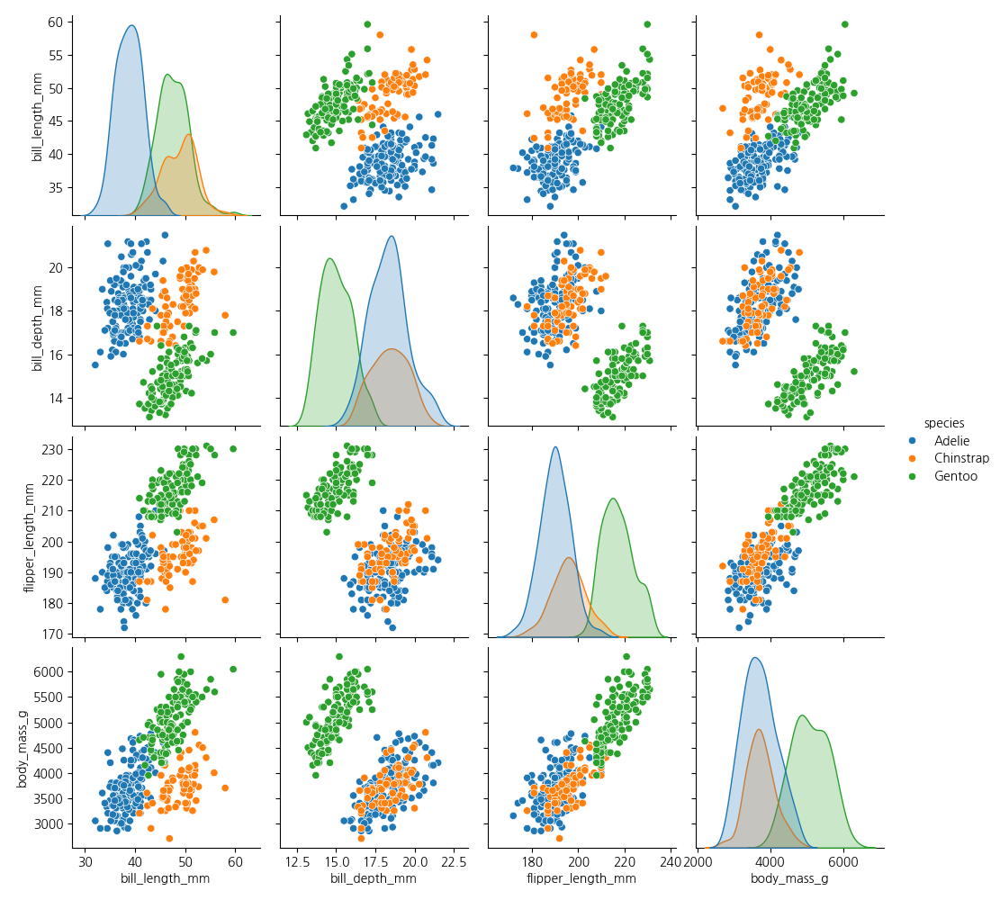 60
55
50
45
40
35
bill_length_mm
20
18
16
14
bill_depth_mm
230
220
210
200
190
180
170
flipper_length_mm
6000
5500
5000
4500
4000
3500
3000
body_mass_g
30 40 50 60
bill_length_mm
12.5 15.0 17.5 20.0 22.5
bill_depth_mm
180 200 220 240
flipper_length_mm
2000 4000 6000
body_mass_g
species
Adelie
Chinstrap
Gentoo